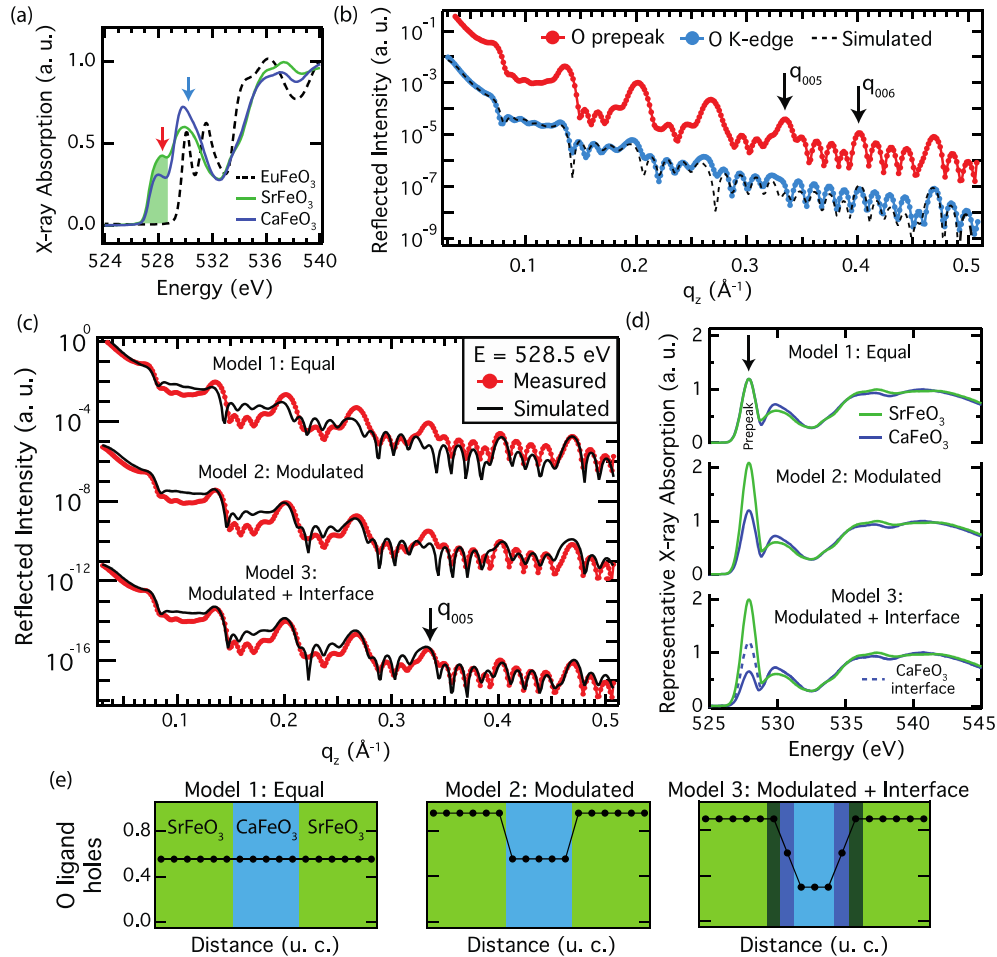 (a)
X-ray Absorption (a. u.)
1.0
0.5
0.0
EuFeO3
SrFeO3
CaFeO3
524
528
532
536
540
Energy (eV)
(b)
Reflected Intensity (a. u.)
10-1
10-3
10-5
10-7
10-9
O prepeak
O K-edge
Simulated
q005
q006
0.1
0.2
0.3
0.4
0.5
qz (Å-1)
(c)
Reflected Intensity (a. u.)
100
10-4
10-8
10-12
10-16
Model 1: Equal
E = 528.5 eV
Measured
Simulated
Model 2: Modulated
Model 3:
Modulated + Interface
q005
0.1
0.2
0.3
0.4
0.5
qz (Å-1)
(d)
Representative X-ray Absorption (a. u.)
2
1
0
Model 1: Equal
Prepeak
SrFeO3
CaFeO3
2
1
0
Model 2: Modulated
2
1
0
Model 3:
Modulated + Interface
CaFeO3
interface
525
530
535
540
545
Energy (eV)
(e)
O ligand
holes
0.8
0.4
0.0
Model 1: Equal
SrFeO3
CaFeO3
SrFeO3
Distance (u. c.)
Model 2: Modulated
Distance (u. c.)
Model 3: Modulated + Interface
Distance (u. c.)